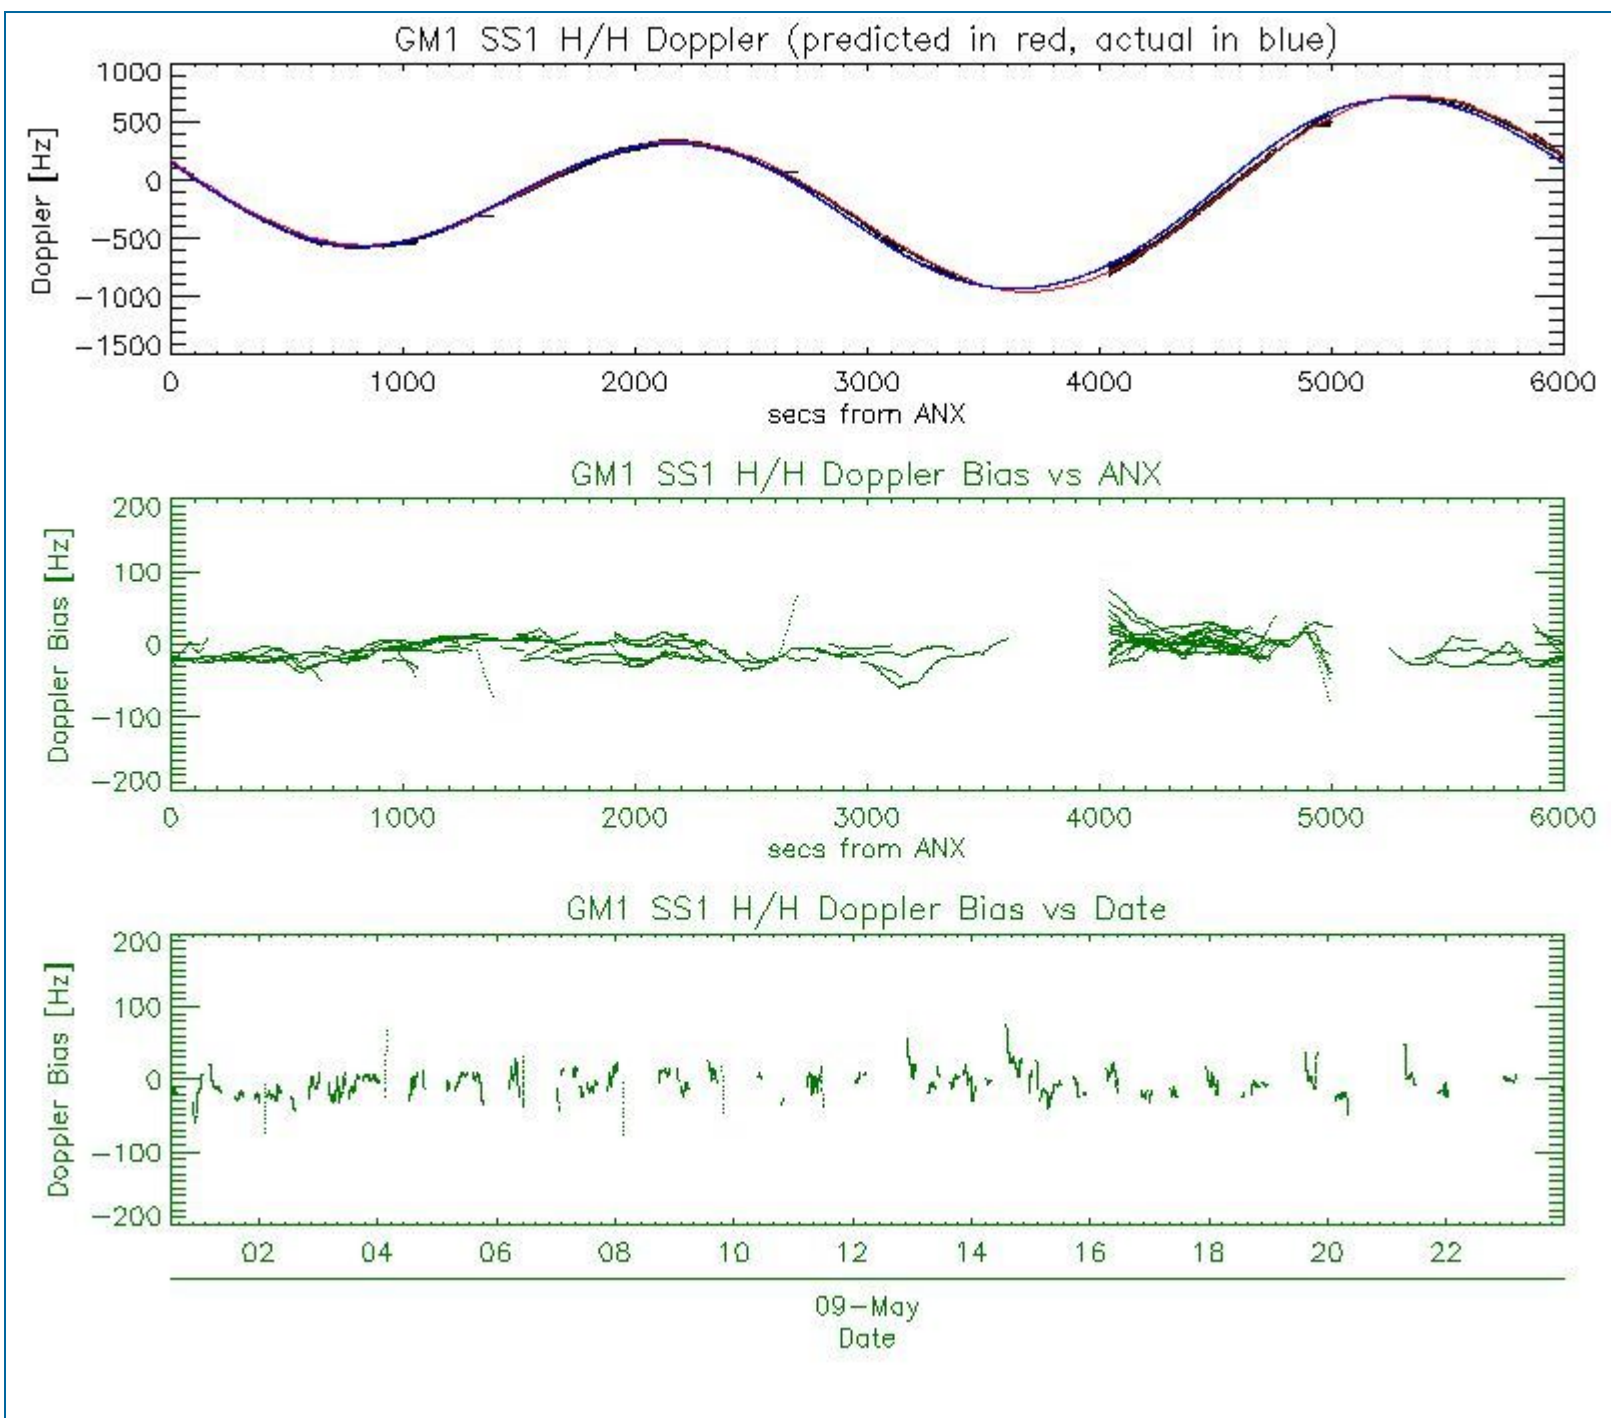 GM1 SS1 H/H Doppler (predicted in red, actual in blue)
1000
500
0
−500
−1000
−1500
Doppler [Hz]
0 1000 2000 3000 4000 5000 6000
secs from ANX
GM1 SS1 H/H Doppler Bias vs ANX
200
100
0
−100
−200
Doppler Bias [Hz]
0 1000 2000 3000 4000 5000 6000
secs from ANX
GM1 SS1 H/H Doppler Bias vs Date
200
100
0
−100
−200
Doppler Bias [Hz]
02 04 06 08 10 12 14 16 18 20 22
09−May
Date